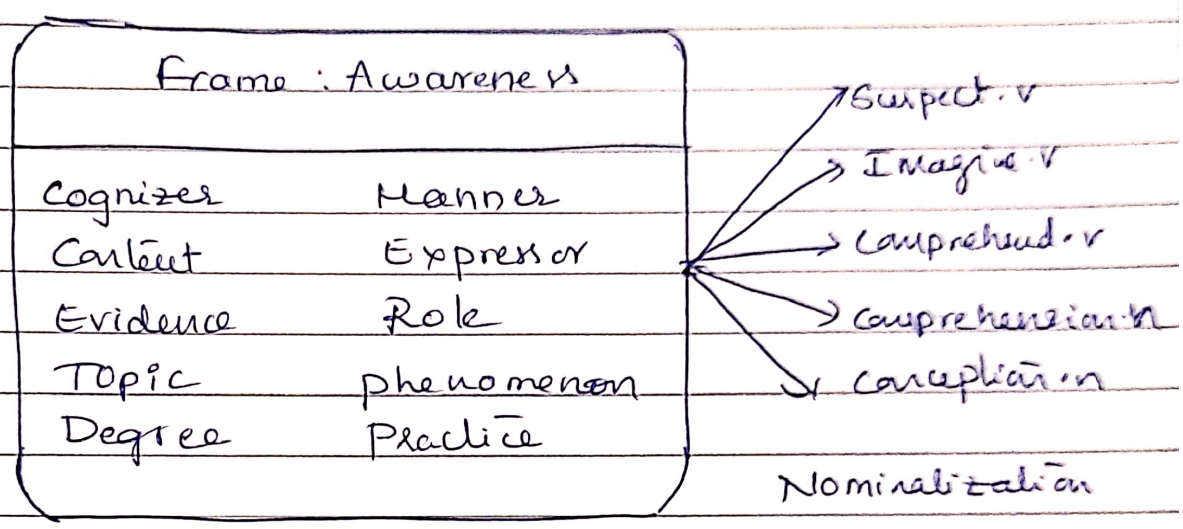 Frame : Awareness
Cognizer Manner
Content Expressor
Evidence Role
Topic phenomenon
Degree Practice
Suspect.v
Imagine.v
Comprehend.v
comprehension.n
conception.n
Nominalization